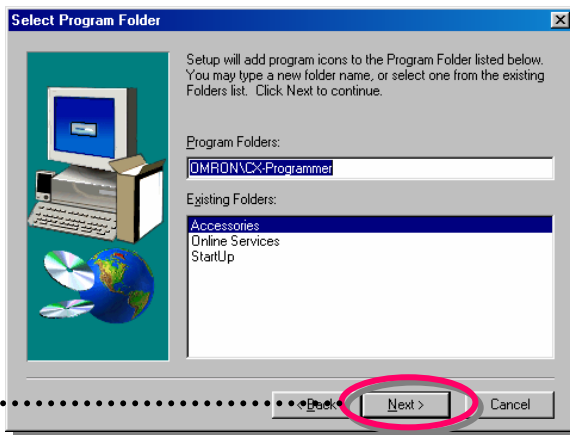 Select Program Folder
Setup will add program icons to the Program Folder listed below.
You may type a new folder name, or select one from the existing
Folders list. Click Next to continue.
Program Folders:
OMRON\CX-Programmer
Existing Folders:
Accessories
Online Services
StartUp
< Back
Next >
Cancel